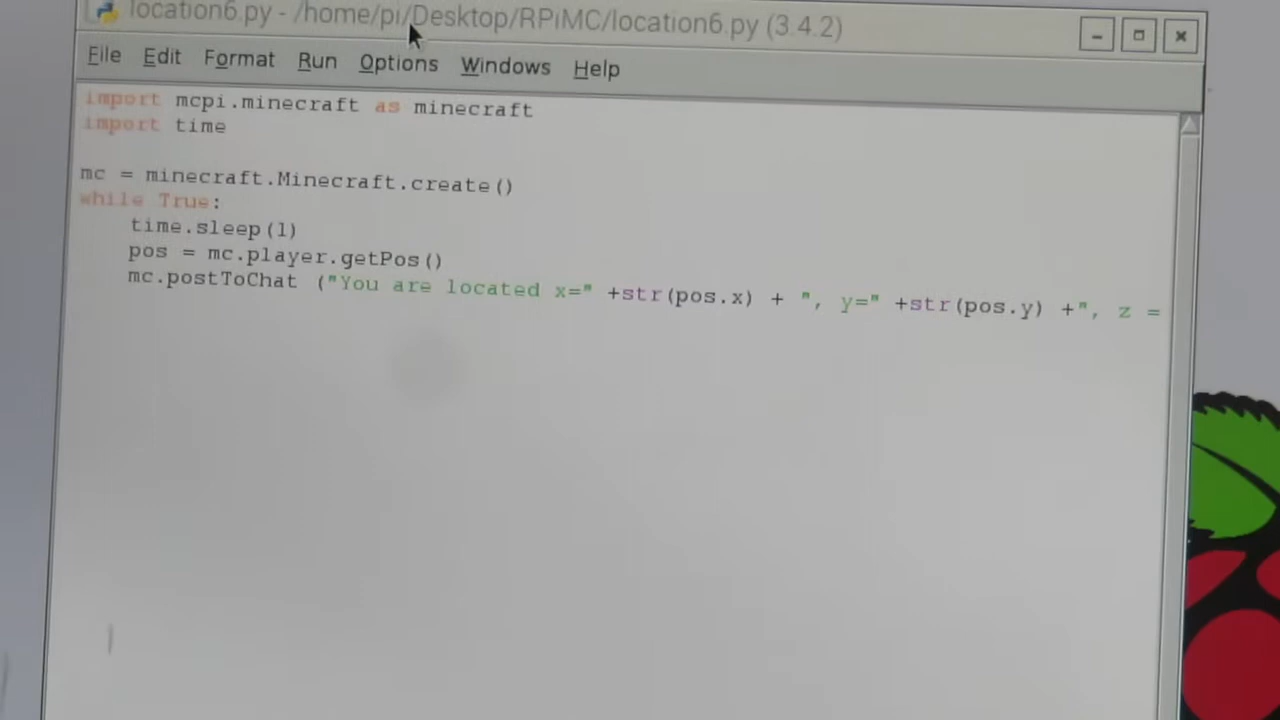 location6.py - /home/pi/Desktop/RPiMC/location6.py (3.4.2)
File Edit Format Run Options Windows Help
import mcpi.minecraft as minecraft
import time
mc = minecraft.Minecraft.create()
while True:
    time.sleep(1)
    pos = mc.player.getPos()
    mc.postToChat ("You are located x=" +str(pos.x) + ", y=" +str(pos.y) +", z =